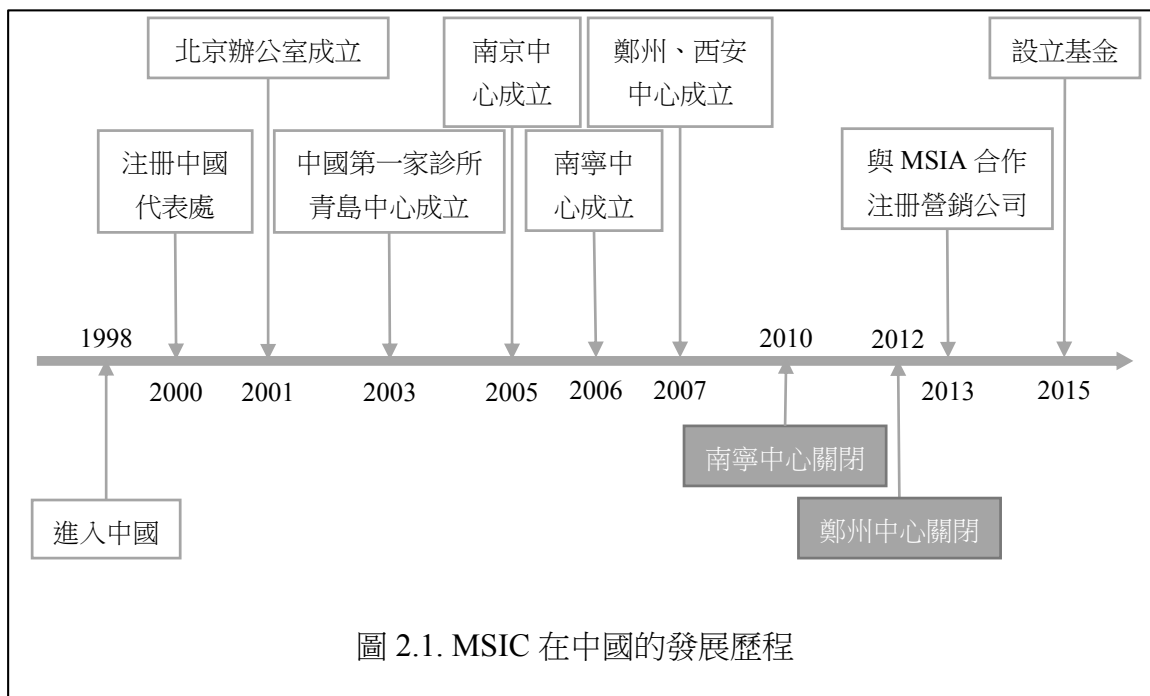 北京辦公室成立
南京中
心成立
鄭州、西安
中心成立
設立基金
注冊中國
代表處
中國第一家診所
青島中心成立
南寧中
心成立
與 MSIA 合作
注冊營銷公司
1998
2010
2012
2000
2001
2003
2005
2006
2007
2013
2015
南寧中心關閉
進入中國
鄭州中心關閉
圖 2.1. MSIC 在中國的發展歷程